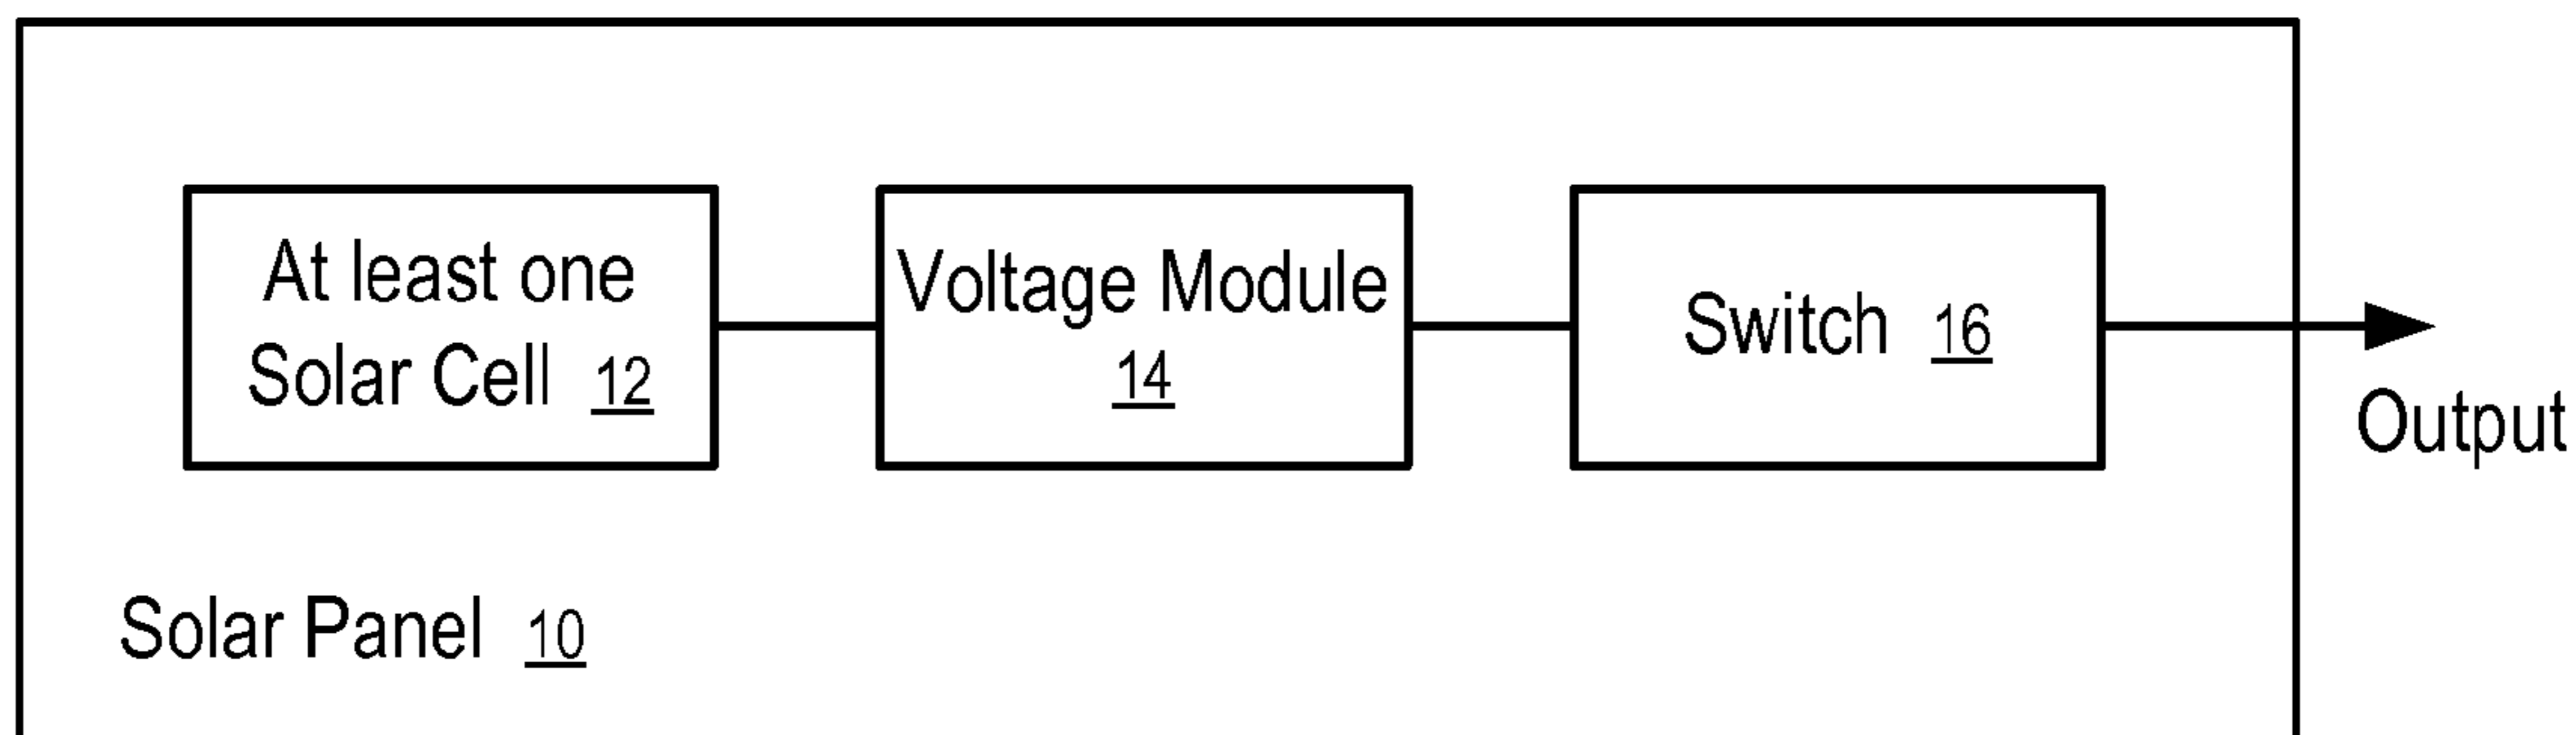 At least one
Solar Cell 12
Voltage Module
14
Switch 16
Output
Solar Panel 10